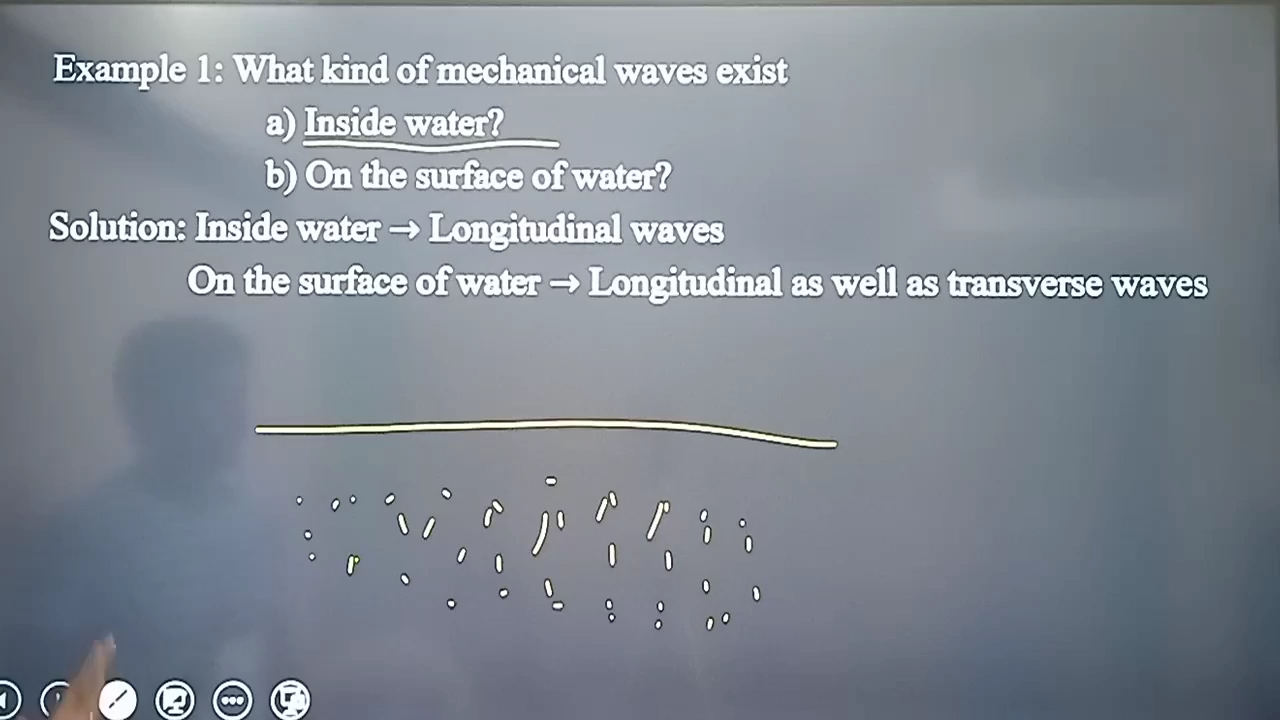 Example 1: What kind of mechanical waves exist
a) Inside water?
b) On the surface of water?
Solution: Inside water → Longitudinal waves
On the surface of water → Longitudinal as well as transverse waves